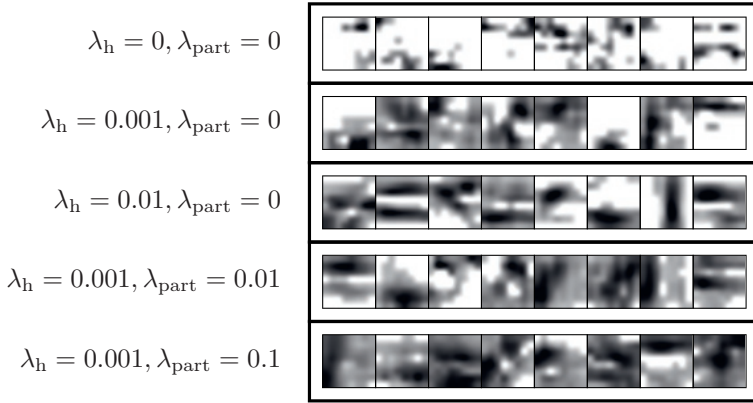 λh = 0, λpart = 0
λh = 0.001, λpart = 0
λh = 0.01, λpart = 0
λh = 0.001, λpart = 0.01
λh = 0.001, λpart = 0.1